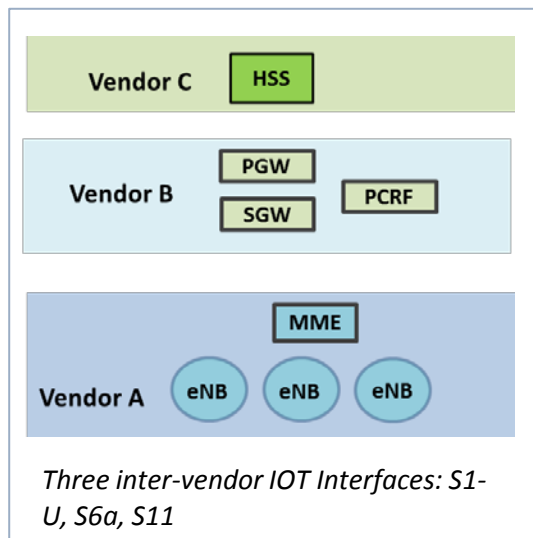 Vendor C HSS
PGW
Vendor B PCRF
SGW
MME
eNB eNB eNB
Vendor A
Three inter-vendor IOT Interfaces: S1-
U, S6a, S11